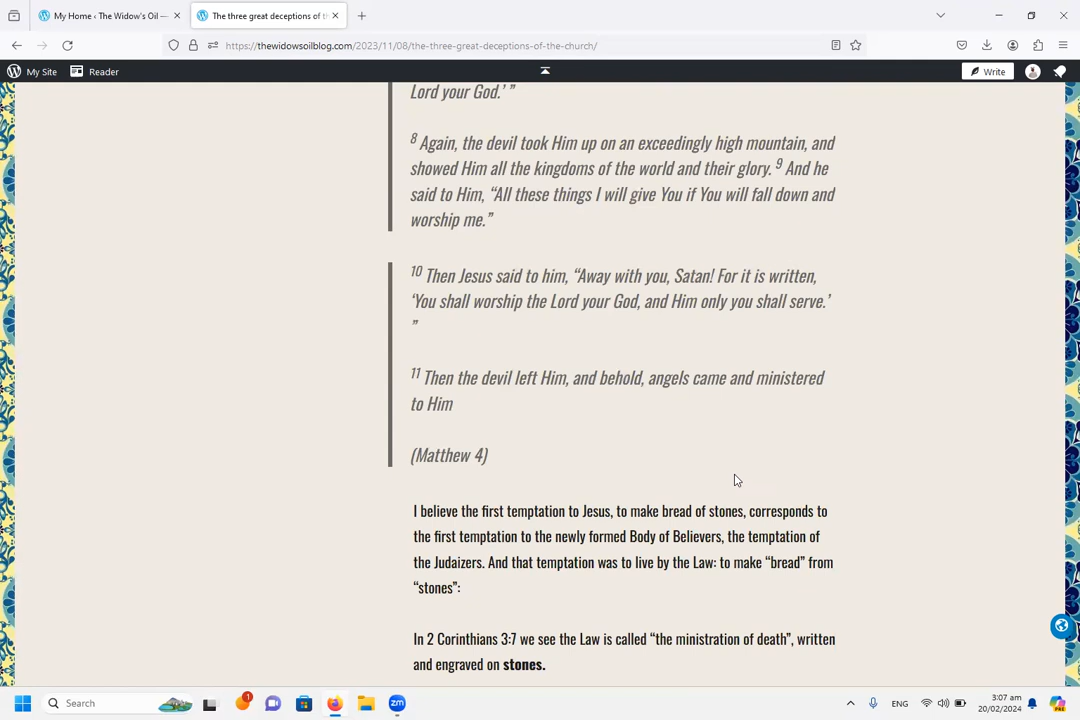 My Home ‹ The Widow's Oil —
The three great deceptions of th
https://thewidowsoilblog.com/2023/11/08/the-three-great-deceptions-of-the-church/
My Site
Reader
Write
Lord your God.' ”
8 Again, the devil took Him up on an exceedingly high mountain, and
showed Him all the kingdoms of the world and their glory. 9 And he
said to Him, “All these things I will give You if You will fall down and
worship me.”
10 Then Jesus said to him, “Away with you, Satan! For it is written,
‘You shall worship the Lord your God, and Him only you shall serve.’
”
11 Then the devil left Him, and behold, angels came and ministered
to Him
(Matthew 4)
I believe the first temptation to Jesus, to make bread of stones, corresponds to
the first temptation to the newly formed Body of Believers, the temptation of
the Judaizers. And that temptation was to live by the Law: to make “bread” from
“stones”:
In 2 Corinthians 3:7 we see the Law is called “the ministration of death”, written
and engraved on stones.
Search
1
zm
ENG
3:07 am
20/02/2024
PRE